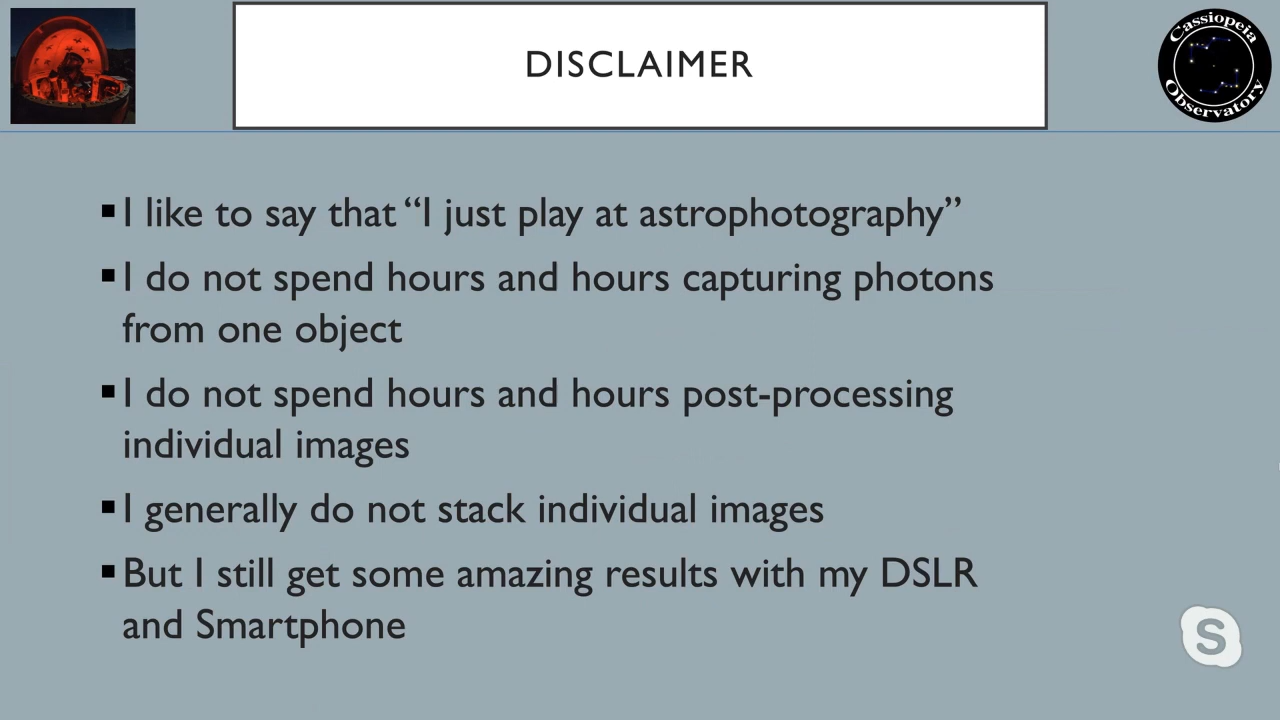 DISCLAIMER
Cassiopeia
Observatory
▪I like to say that “I just play at astrophotography”
▪I do not spend hours and hours capturing photons
from one object
▪I do not spend hours and hours post-processing
individual images
▪I generally do not stack individual images
▪But I still get some amazing results with my DSLR
and Smartphone
S